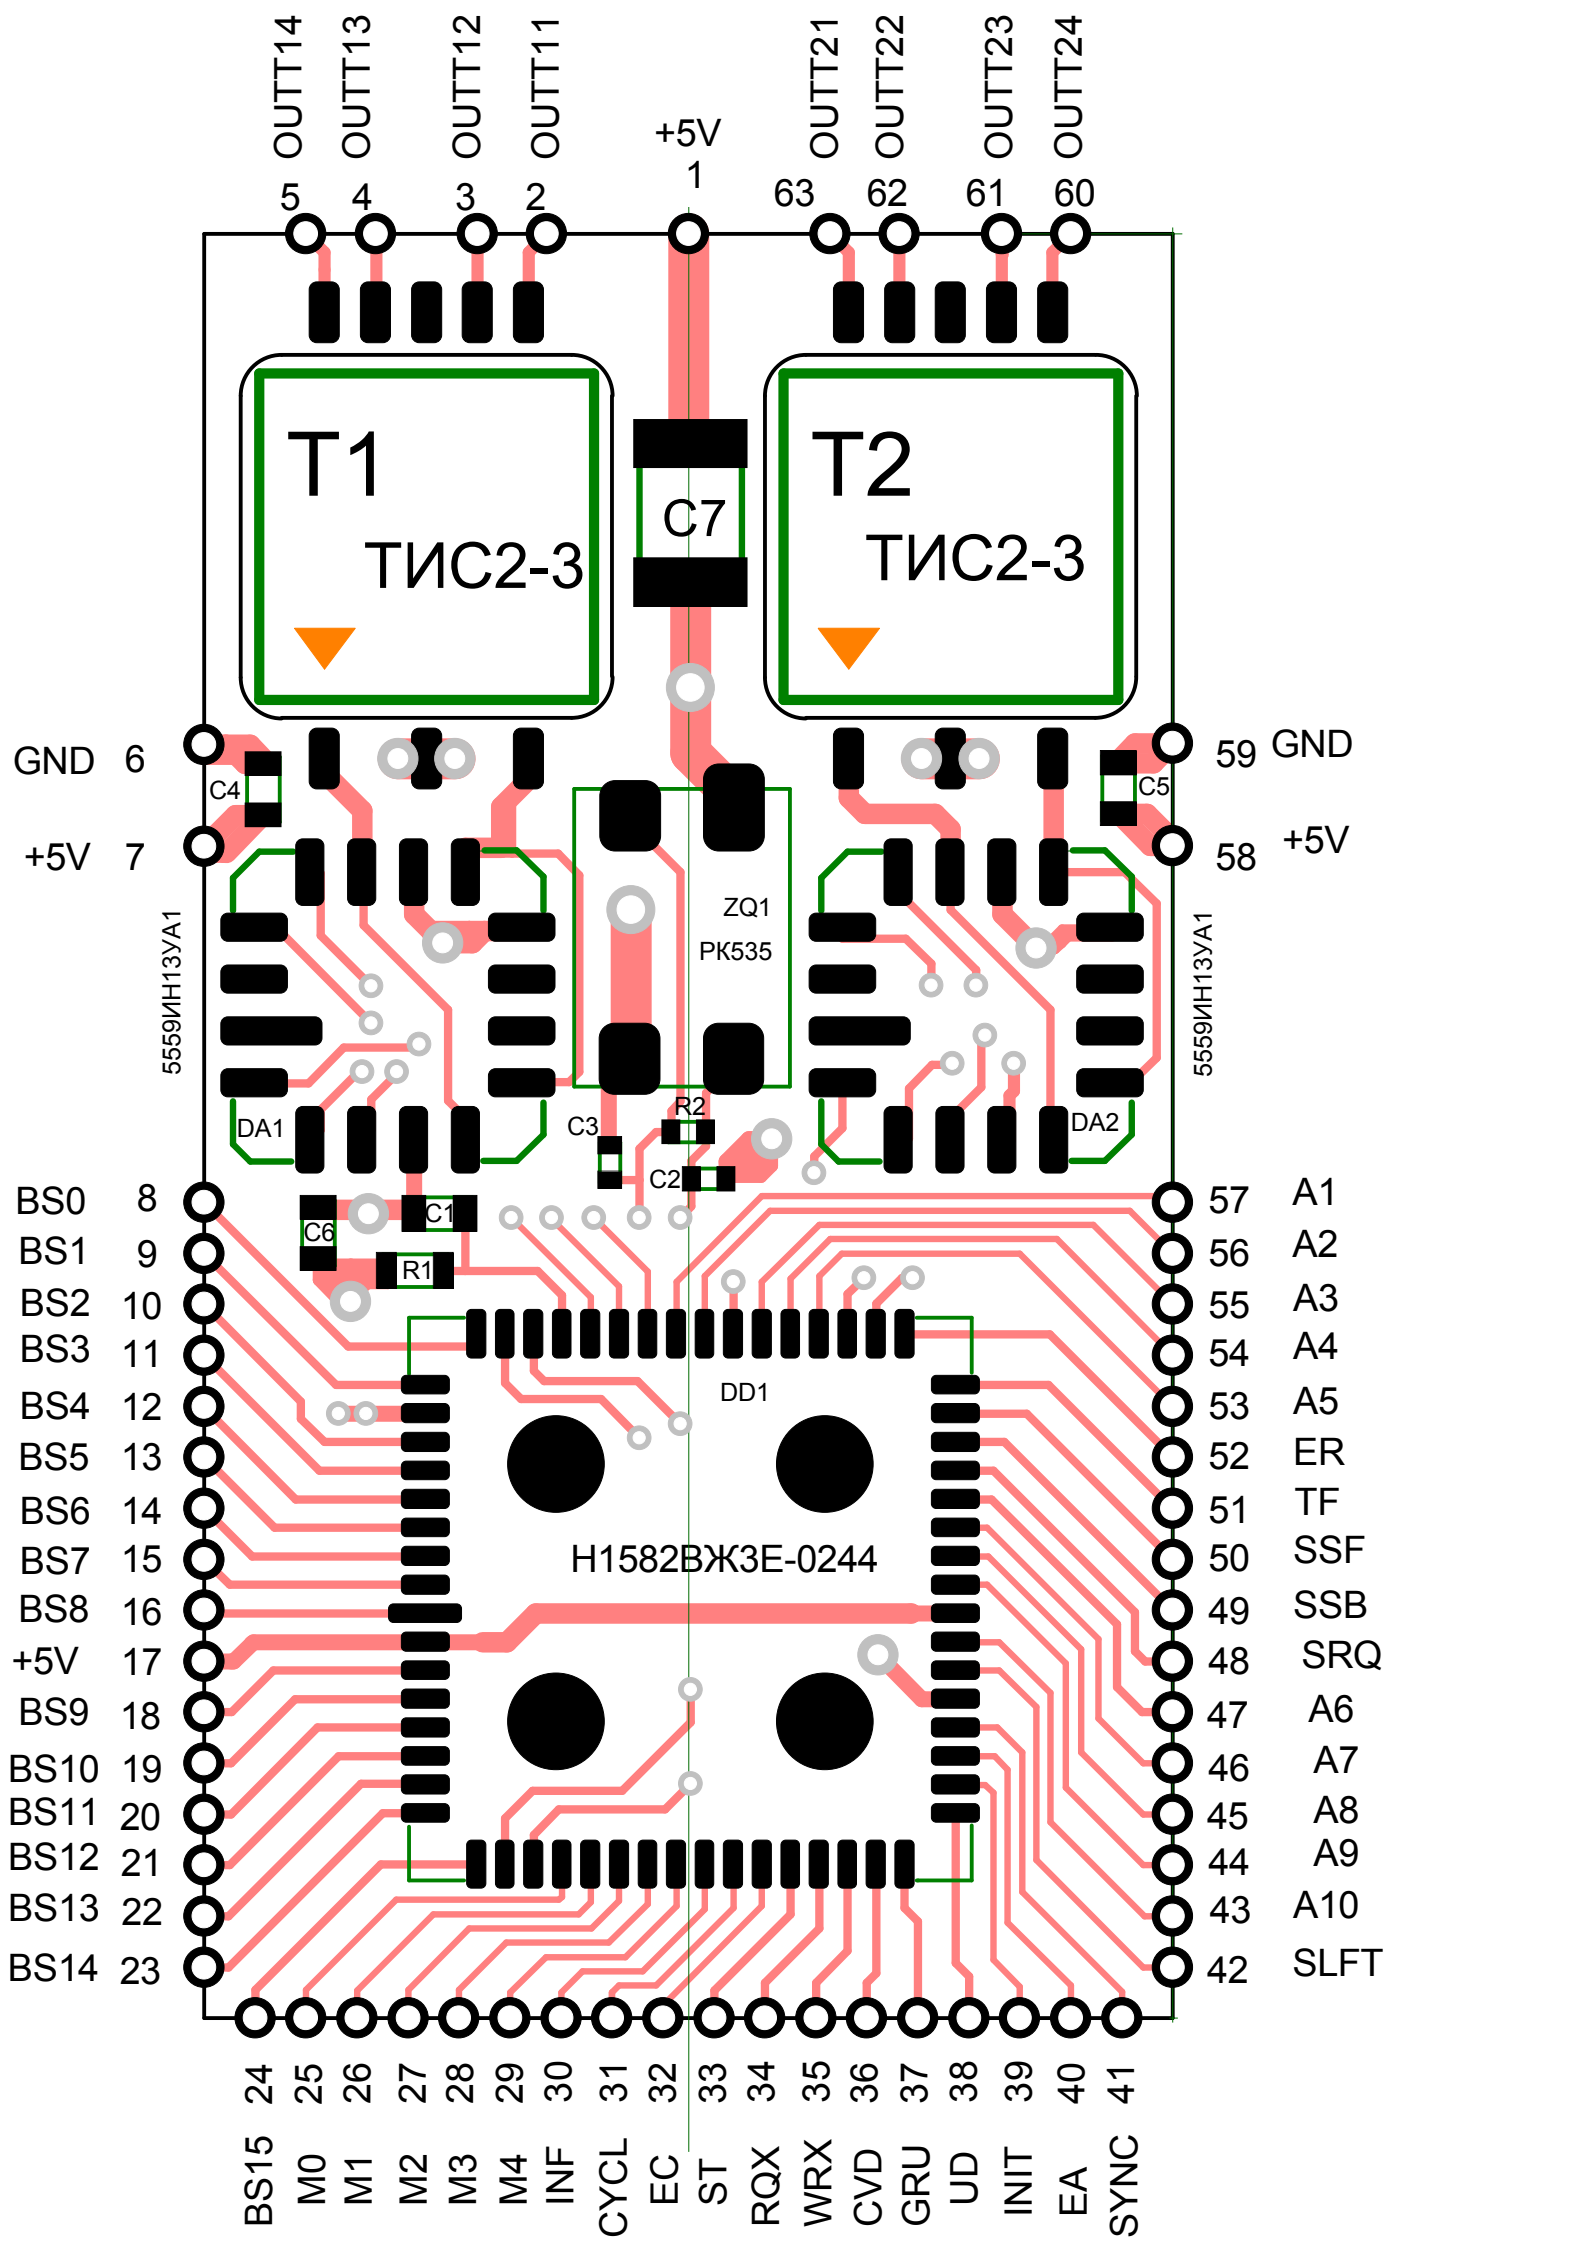 OUTT14
OUTT13
OUTT12
OUTT11
+5V
OUTT21
OUTT22
OUTT23
OUTT24
5
4
3
2
1
63
62
61
60
T1
ТИС2-3
C7
T2
ТИС2-3
GND 6
C4
+5V 7
59 GND
C5
58 +5V
5559ИН13УА1
ZQ1
РК535
5559ИН13УА1
DA1
C3
R2
C2
DA2
C6
C1
R1
BS0 8
BS1 9
BS2 10
BS3 11
BS4 12
BS5 13
BS6 14
BS7 15
BS8 16
+5V 17
BS9 18
BS10 19
BS11 20
BS12 21
BS13 22
BS14 23
DD1
Н1582ВЖ3Е-0244
57 A1
56 A2
55 A3
54 A4
53 A5
52 ER
51 TF
50 SSF
49 SSB
48 SRQ
47 A6
46 A7
45 A8
44 A9
43 A10
42 SLFT
BS15 24
M0 25
M1 26
M2 27
M3 28
M4 29
INF 30
CYCL 31
EC 32
ST 33
RQX 34
WRX 35
CVD 36
GRU 37
UD 38
INIT 39
EA 40
SYNC 41